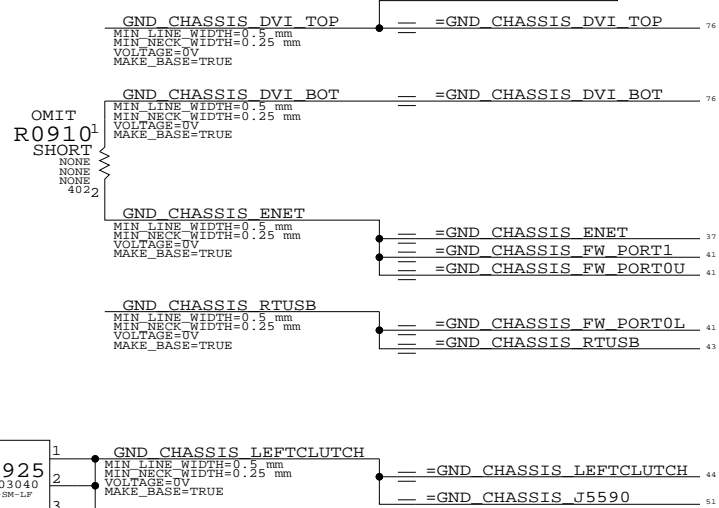 GND_CHASSIS_DVI_TOP
MIN_LINE_WIDTH=0.5 mm
MIN_NECK_WIDTH=0.25 mm
VOLTAGE=0V
MAKE_BASE=TRUE
=GND_CHASSIS_DVI_TOP 76
GND_CHASSIS_DVI_BOT
MIN_LINE_WIDTH=0.5 mm
MIN_NECK_WIDTH=0.25 mm
VOLTAGE=0V
MAKE_BASE=TRUE
=GND_CHASSIS_DVI_BOT 76
OMIT
R0910 1
SHORT
NONE
NONE
NONE
402 2
GND_CHASSIS_ENET
MIN_LINE_WIDTH=0.5 mm
MIN_NECK_WIDTH=0.25 mm
VOLTAGE=0V
MAKE_BASE=TRUE
=GND_CHASSIS_ENET 37
=GND_CHASSIS_FW_PORT1 41
=GND_CHASSIS_FW_PORT0U 41
GND_CHASSIS_RTUSB
MIN_LINE_WIDTH=0.5 mm
MIN_NECK_WIDTH=0.25 mm
VOLTAGE=0V
MAKE_BASE=TRUE
=GND_CHASSIS_FW_PORT0L 41
=GND_CHASSIS_RTUSB 43
925
03040
-SM-LF
1
2
3
GND_CHASSIS_LEFTCLUTCH
MIN_LINE_WIDTH=0.5 mm
MIN_NECK_WIDTH=0.25 mm
VOLTAGE=0V
MAKE_BASE=TRUE
=GND_CHASSIS_LEFTCLUTCH 44
=GND_CHASSIS_J5590 51